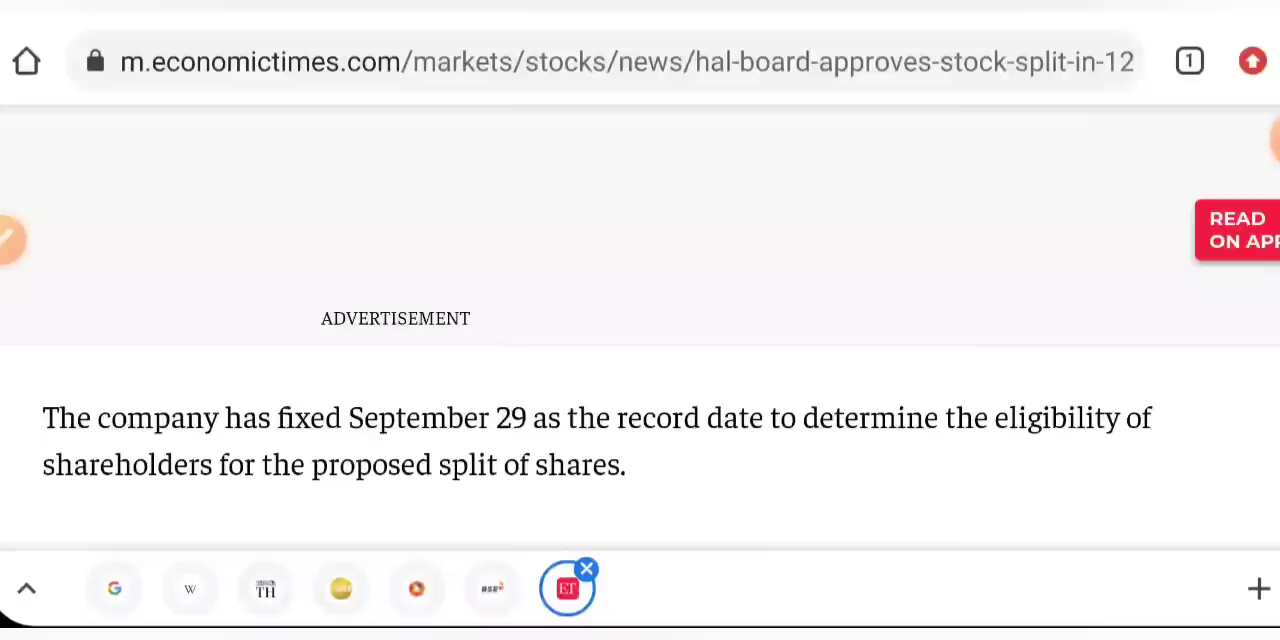 m.economictimes.com/markets/stocks/news/hal-board-approves-stock-split-in-12
1
READ
ON APP
ADVERTISEMENT
The company has fixed September 29 as the record date to determine the eligibility of
shareholders for the proposed split of shares.
G
W
TH
BSE
ET